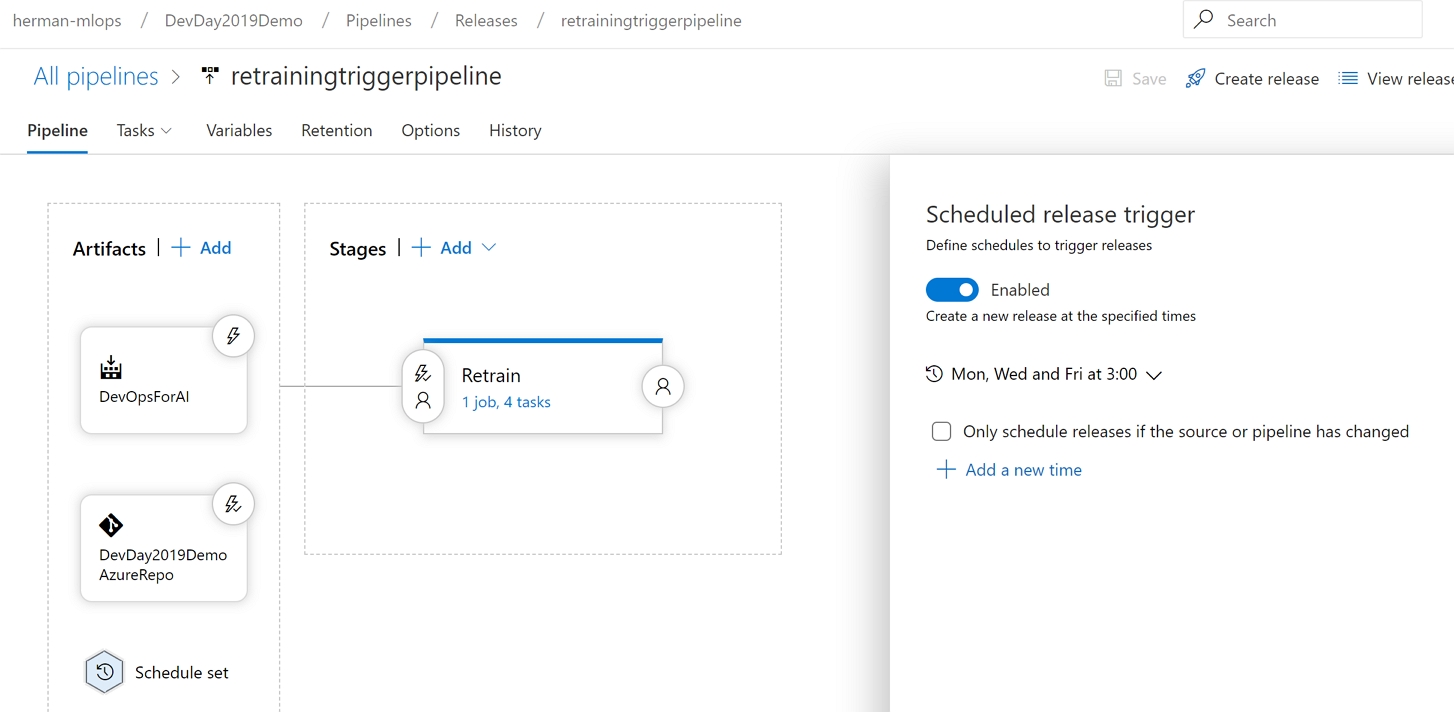 herman-mlops / DevDay2019Demo / Pipelines / Releases / retrainingtriggerpipeline
Search
All pipelines > retrainingtriggerpipeline
Save Create release View release
Pipeline Tasks Variables Retention Options History
Artifacts | + Add
Stages | + Add
DevOpsForAI
Retrain
1 job, 4 tasks
DevDay2019Demo
AzureRepo
Schedule set
Scheduled release trigger
Define schedules to trigger releases
Enabled
Create a new release at the specified times
Mon, Wed and Fri at 3:00
Only schedule releases if the source or pipeline has changed
+ Add a new time